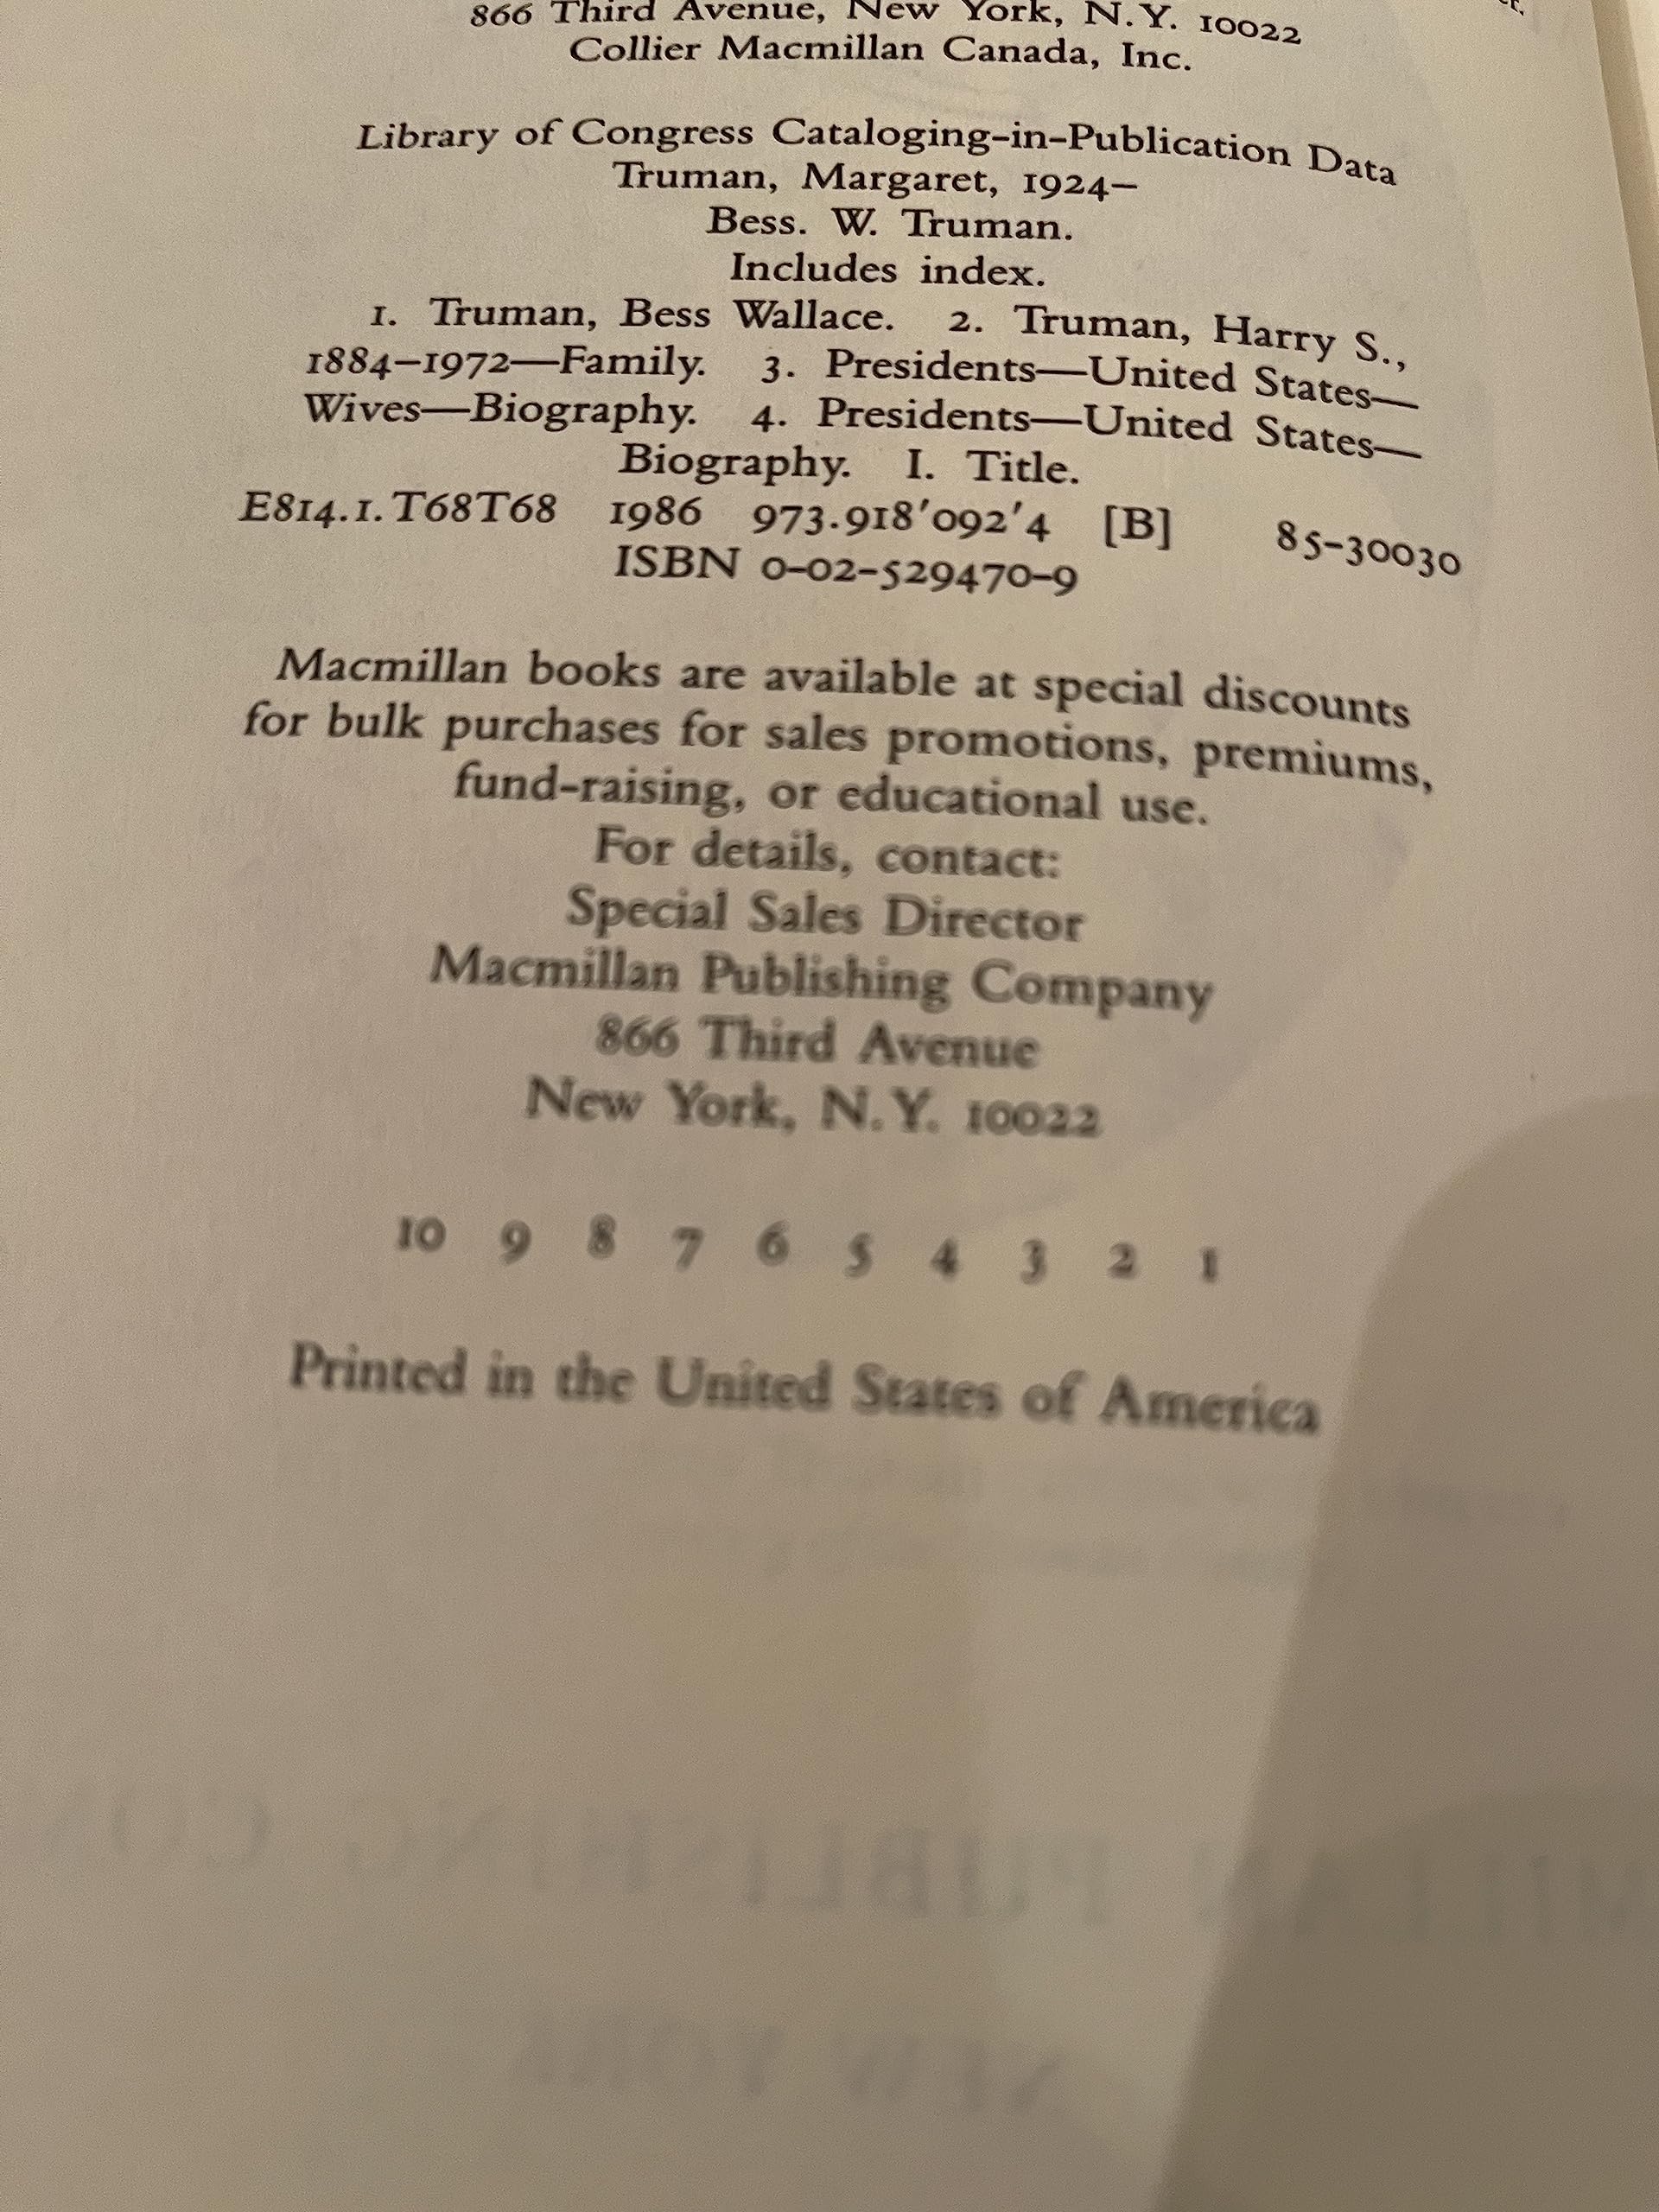 866 Third Avenue, New York, N.Y. 10022
Collier Macmillan Canada, Inc.
Library of Congress Cataloging-in-Publication Data
Truman, Margaret, 1924–
Bess. W. Truman.
Includes index.
1. Truman, Bess Wallace. 2. Truman, Harry S.,
1884–1972—Family. 3. Presidents—United States—
Wives—Biography. 4. Presidents—United States—
Biography. I. Title.
E814.1.T68T68 1986 973.918'092'4 [B] 85-30030
ISBN 0-02-529470-9
Macmillan books are available at special discounts
for bulk purchases for sales promotions, premiums,
fund-raising, or educational use.
For details, contact:
Special Sales Director
Macmillan Publishing Company
866 Third Avenue
New York, N.Y. 10022
10 9 8 7 6 5 4 3 2 1
Printed in the United States of America